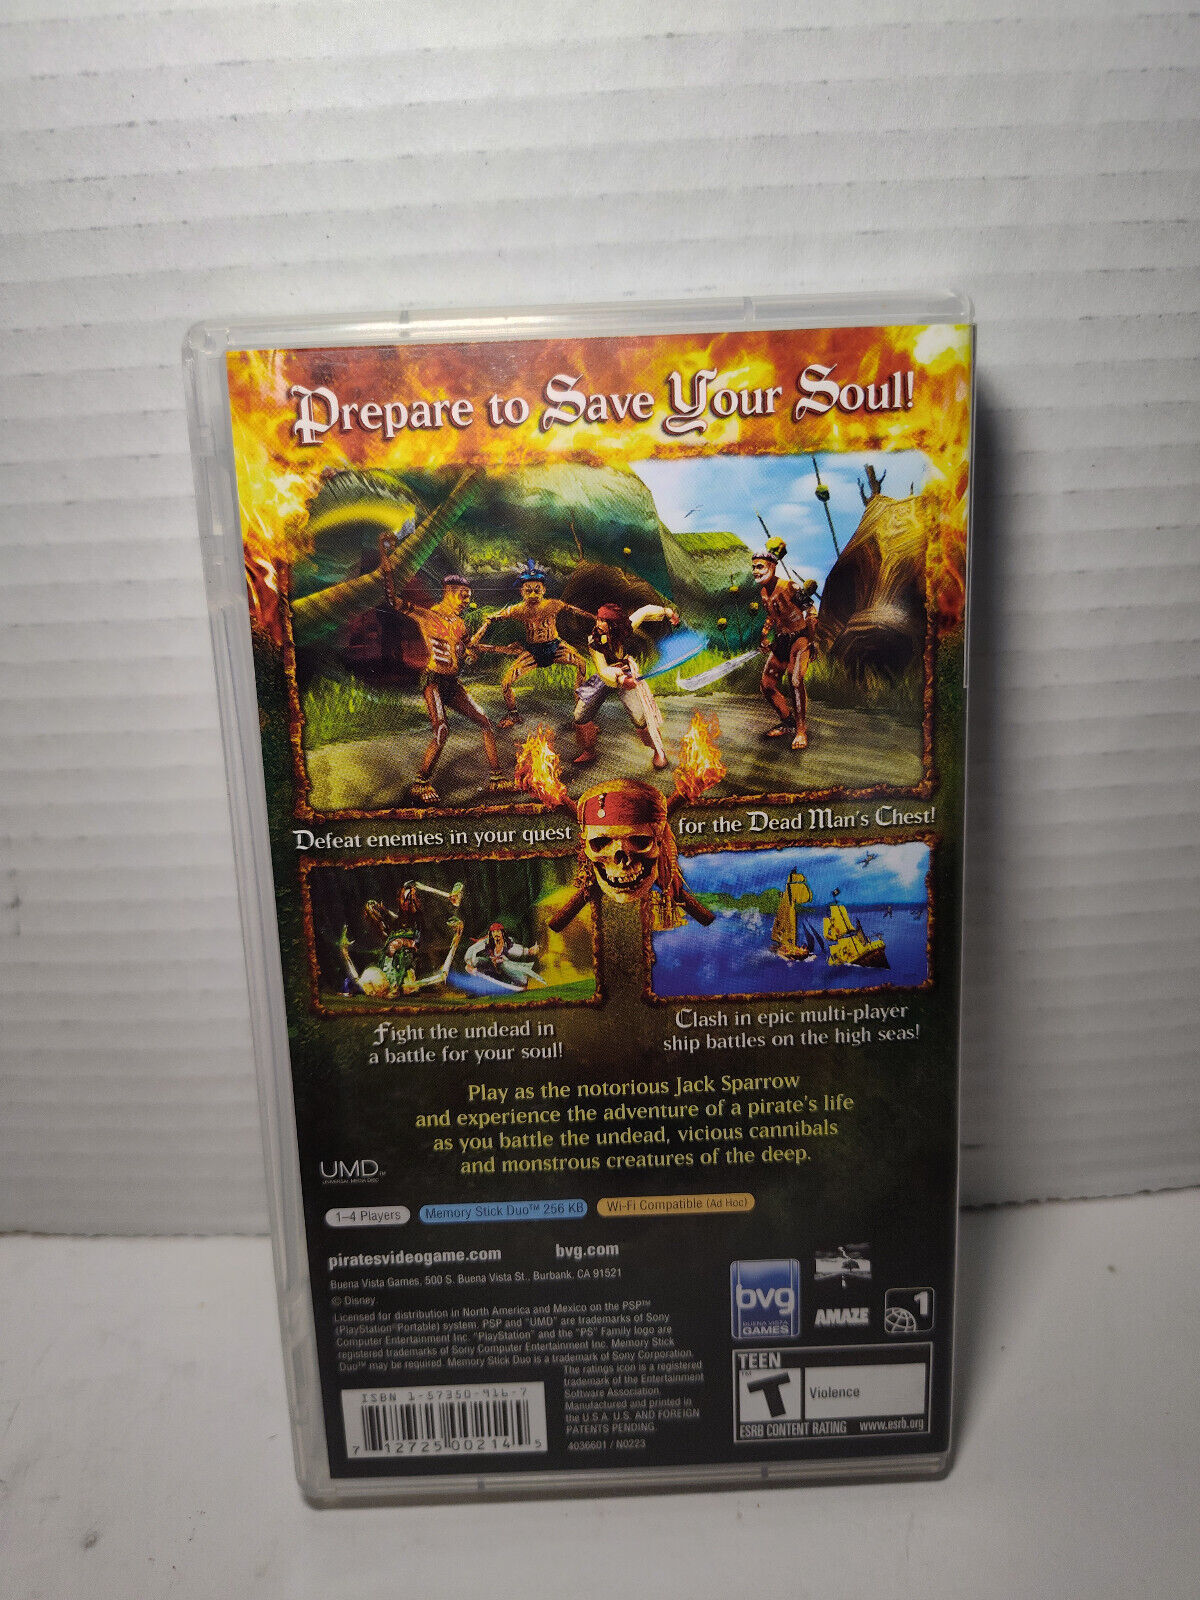 Prepare to Save Your Soul!
Defeat enemies in your quest for the Dead Man's Chest!
Fight the undead in
a battle for your soul!
Clash in epic multi-player
ship battles on the high seas!
Play as the notorious Jack Sparrow
and experience the adventure of a pirate's life
as you battle the undead, vicious cannibals
and monstrous creatures of the deep.
UMD™
UNIVERSAL MEDIA DISC
1–4 Players
Memory Stick Duo™ 256 KB
Wi-Fi Compatible (Ad Hoc)
piratesvideogame.com
bvg.com
Buena Vista Games, 500 S. Buena Vista St., Burbank, CA 91521
© Disney
Licensed for distribution in North America and Mexico on the PSP™
(PlayStation®Portable) system. PSP and "UMD" are trademarks of Sony
Computer Entertainment Inc. "PlayStation" and the "PS" Family logo are
registered trademarks of Sony Computer Entertainment Inc. Memory Stick
Duo™ may be required. Memory Stick Duo is a trademark of Sony Corporation.
The ratings icon is a registered
trademark of the Entertainment
Software Association.
Manufactured and printed in
the U.S.A. U.S. AND FOREIGN
PATENTS PENDING.
4036601 / N0223
ISBN 1-57350-916-7
7 12725 00214 5
bvg
BUENA VISTA
GAMES
AMAZE
1
TEEN
T
™
Violence
ESRB CONTENT RATING
www.esrb.org